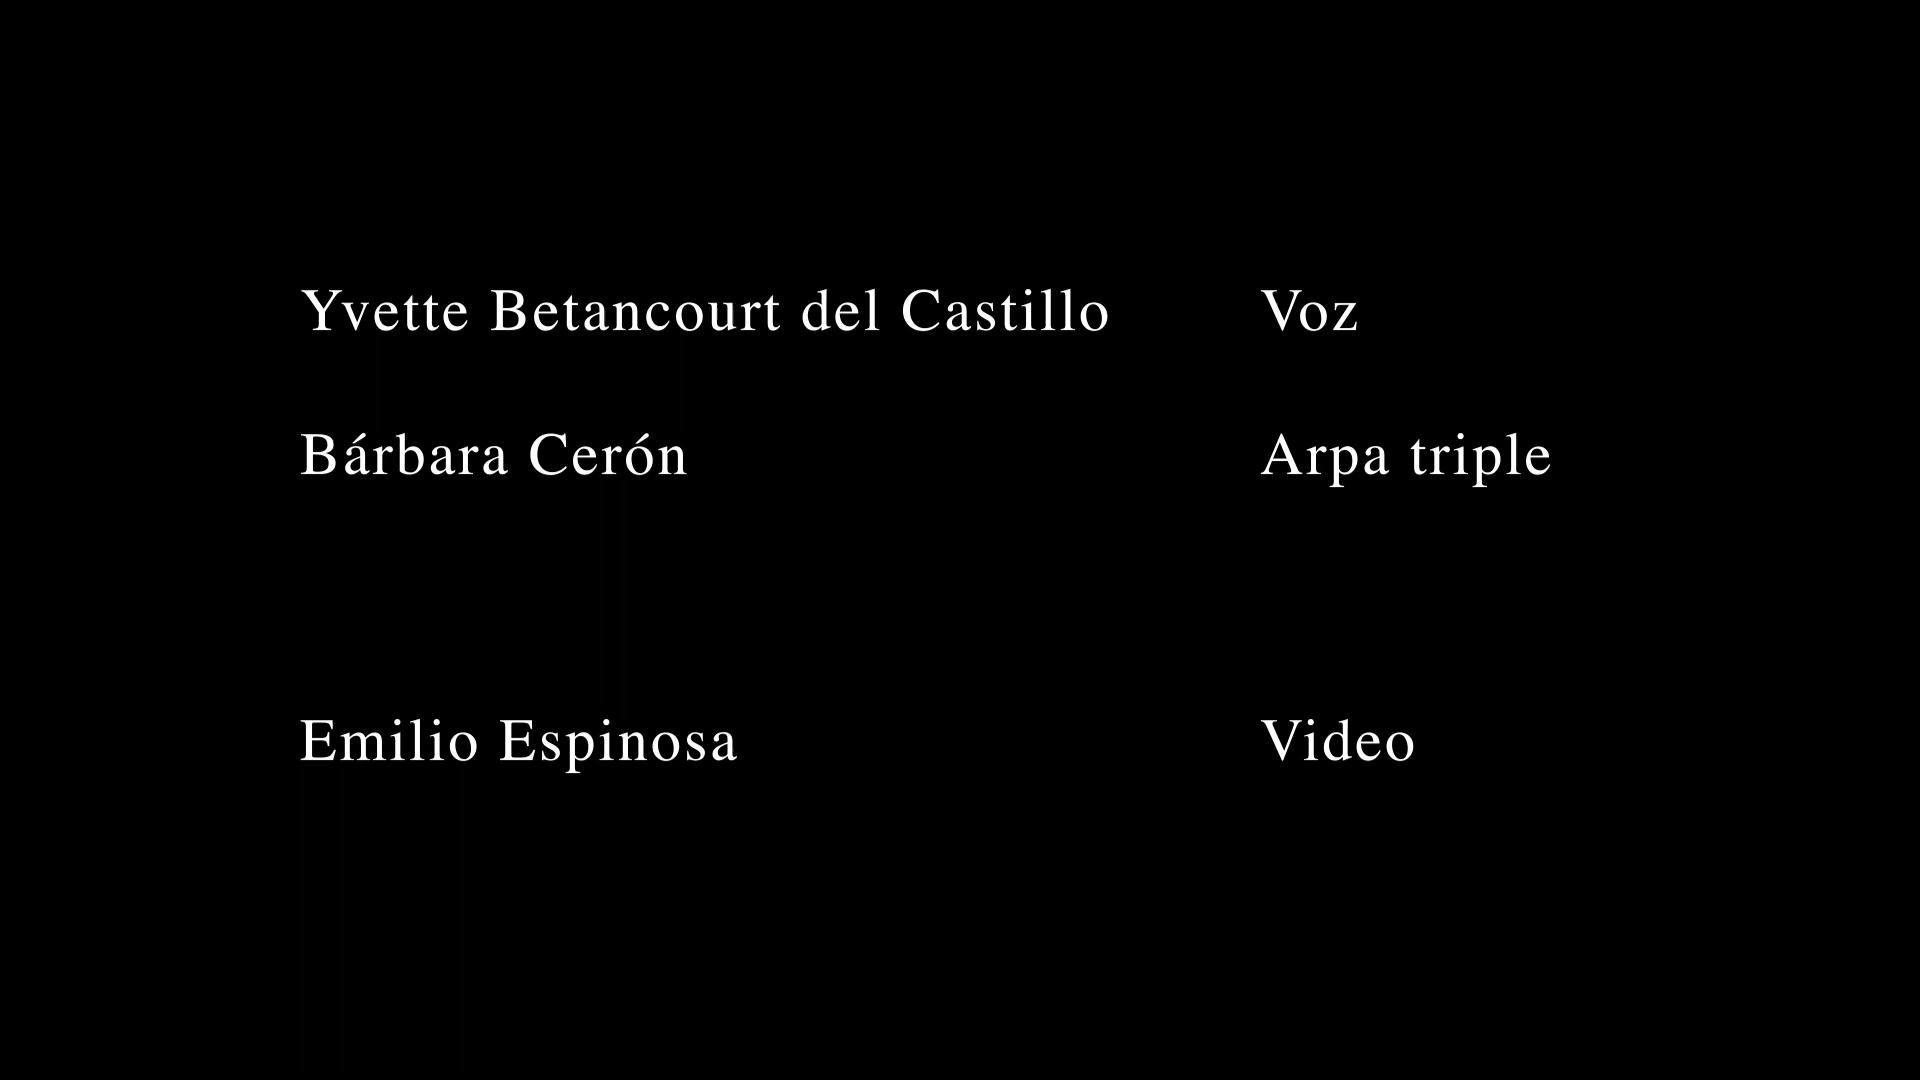 Yvette Betancourt del Castillo Voz
Bárbara Cerón Arpa triple
Emilio Espinosa Video